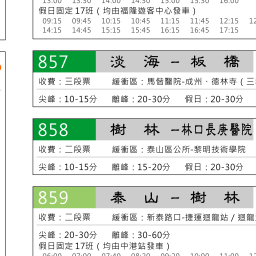 假日固定 17班（均由福隆遊客中心發車）
09:15 09:45 10:15 10:45 11:15 11:45 12:15
14:15 14:45 15:15 15:45 16:15 16:45
857 淡海－板橋
收費：三段票 緩衝區：馬偕醫院-成州、德林寺（三
尖峰：10-15分 離峰：20-30分 假日：20-30分
858 樹林－林口長庚醫院
收費：二段票 緩衝區：泰山區公所-黎明技術學院
尖峰：10-15分 離峰：15-20分 假日：20-30分
859 泰山－樹林
收費：二段票 緩衝區：新泰路口-捷運迴龍站／迴龍
尖峰：20-30分 離峰：30-60分
假日固定 17班（均由中港站發車）